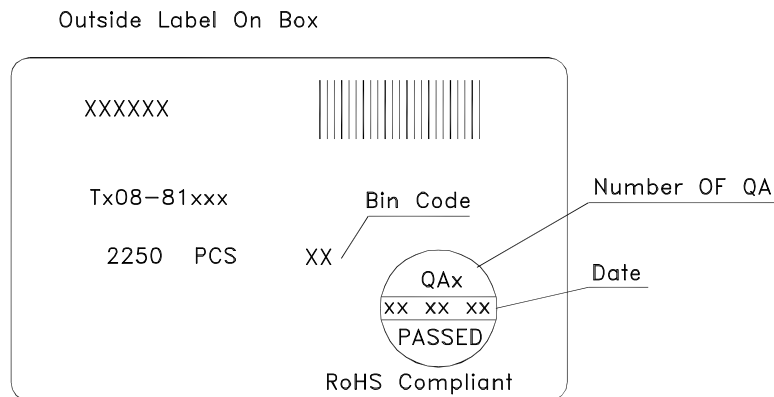 Outside Label On Box
XXXXXX
Tx08-81xxx
Bin Code
Number OF QA
2250 PCS XX
QAx
Date
xx xx xx
PASSED
RoHS Compliant